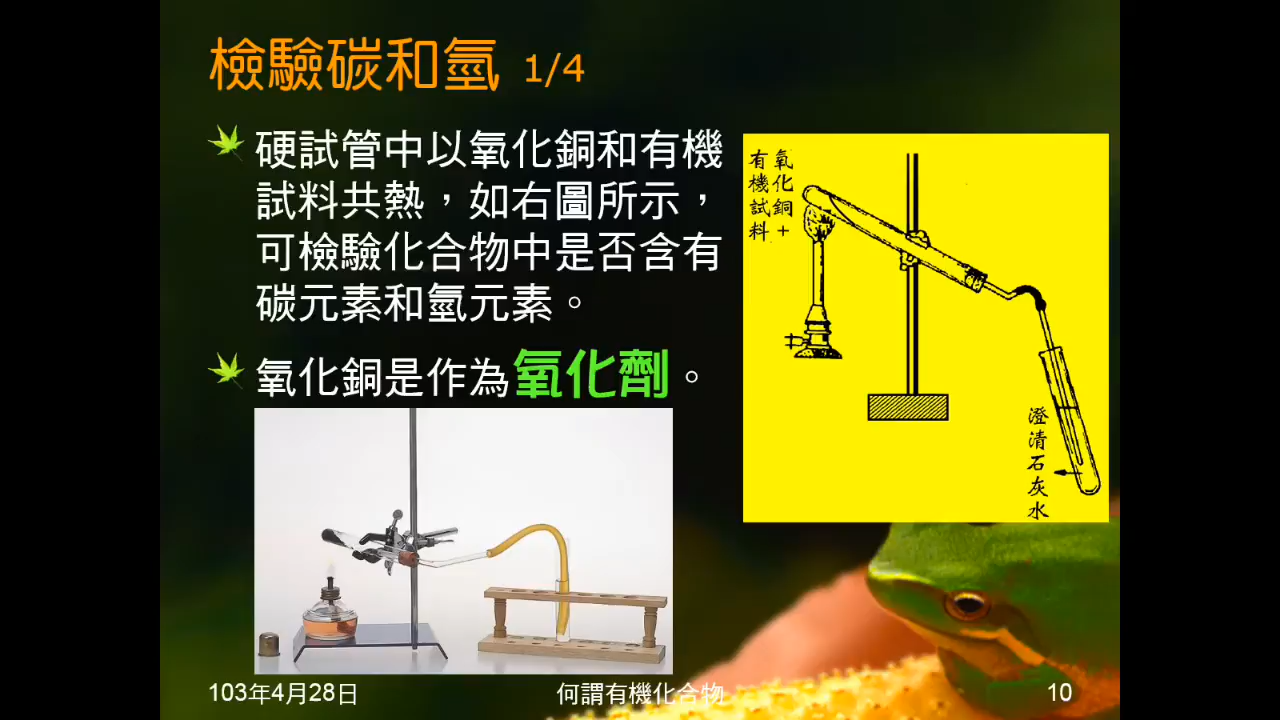 檢驗碳和氫 1/4
硬試管中以氧化銅和有機
試料共熱，如右圖所示，
可檢驗化合物中是否含有
碳元素和氫元素。
氧化銅是作為氧化劑。
氧化銅＋
有機試料
澄清石灰水
103年4月28日
何謂有機化合物
10